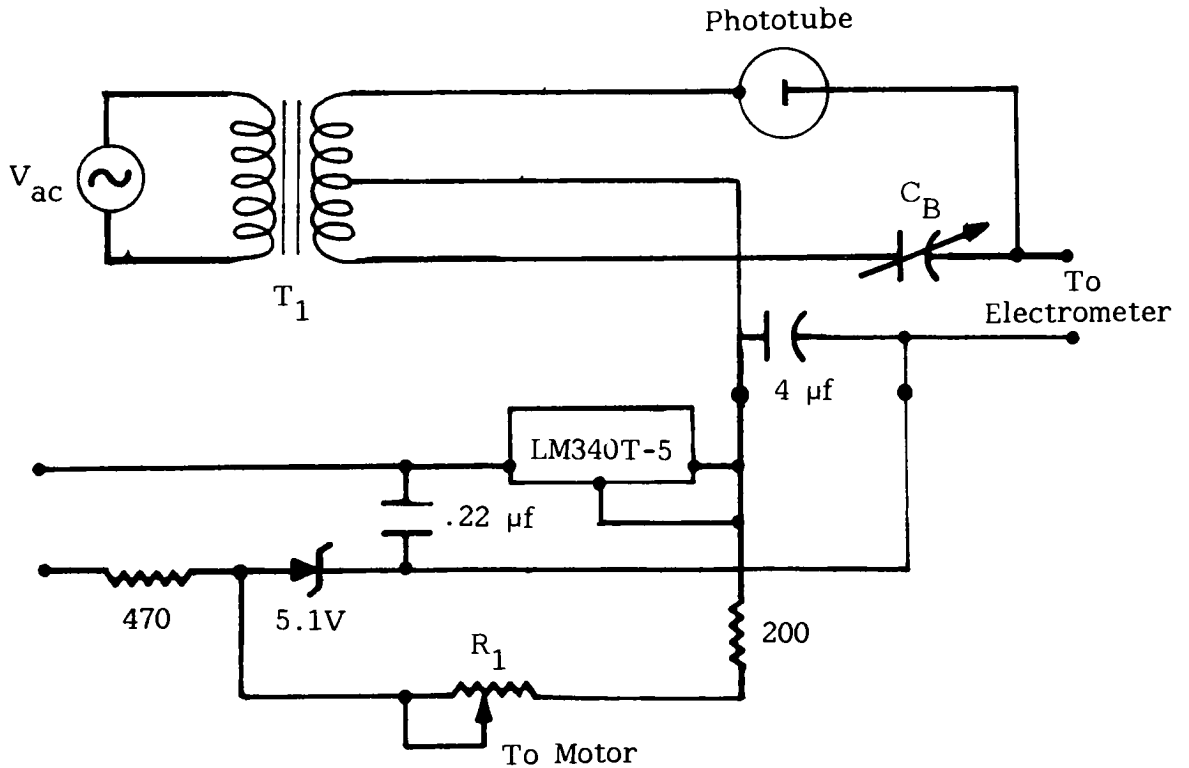 Phototube
V ac
C B
T 1
To
Electrometer
4 μf
LM340T-5
.22 μf
470
5.1V
200
R 1
To Motor